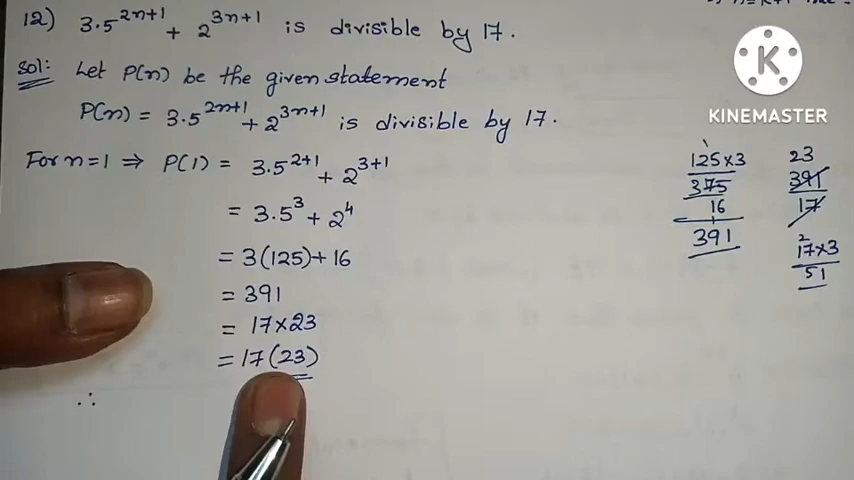 12) 3.5^{2n+1} + 2^{3n+1} is divisible by 17.
Sol: Let P(n) be the given statement
P(n) = 3.5^{2n+1} + 2^{3n+1} is divisible by 17.
For n=1 ⇒ P(1) = 3.5^{2+1} + 2^{3+1}
= 3.5^3 + 2^4
= 3(125)+16
= 391
= 17×23
= 17(23)
∴
K
KINEMASTER
125×3
375
16
391
23
391
17
2
17×3
51